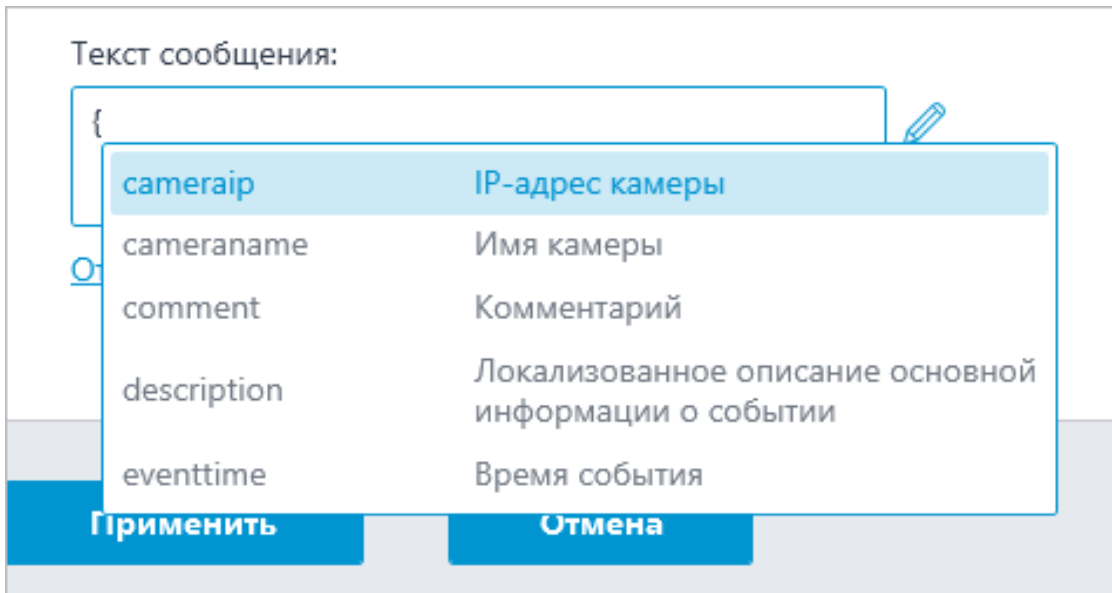 Текст сообщения:
{
cameraip IP-адрес камеры
cameraname Имя камеры
comment Комментарий
description Локализованное описание основной
информации о событии
eventtime Время события
Применить Отмена